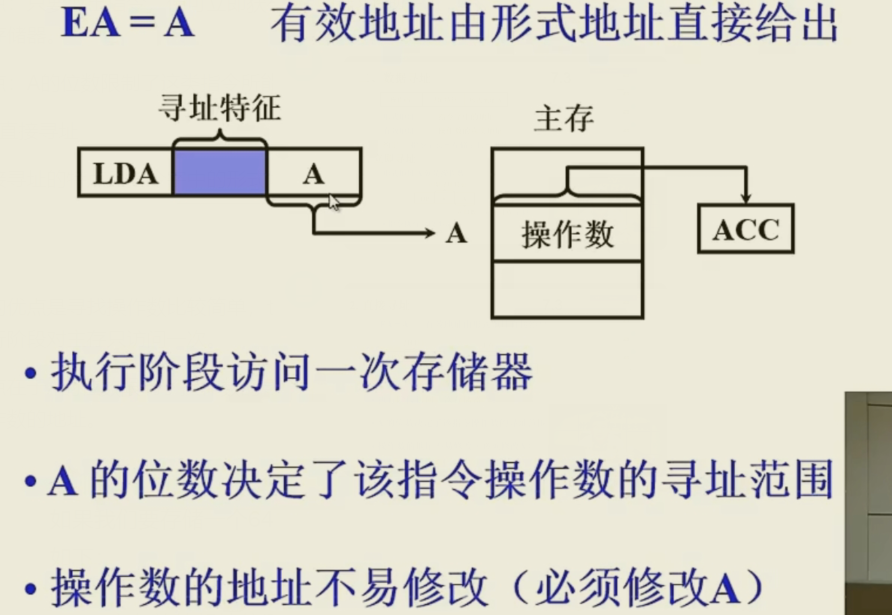 EA = A 有效地址由形式地址直接给出
寻址特征
主存
LDA A
A 操作数 ACC
• 执行阶段访问一次存储器
• A 的位数决定了该指令操作数的寻址范围
• 操作数的地址不易修改（必须修改A）